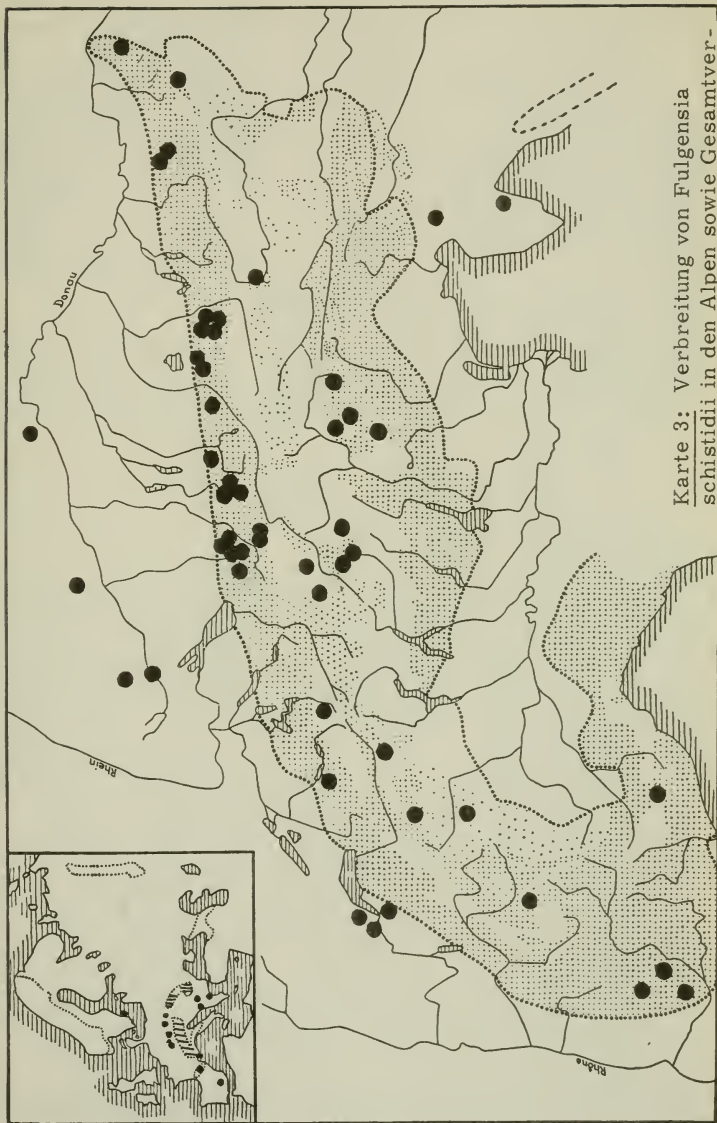 Donau
Rhein
Rhône
Karte 3: Verbreitung von Fulgensia
schistidii in den Alpen sowie Gesamtver-